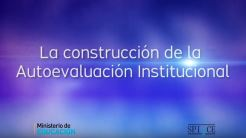 La construcción de la
Autoevaluación Institucional
Ministerio de
EDUCACIÓN